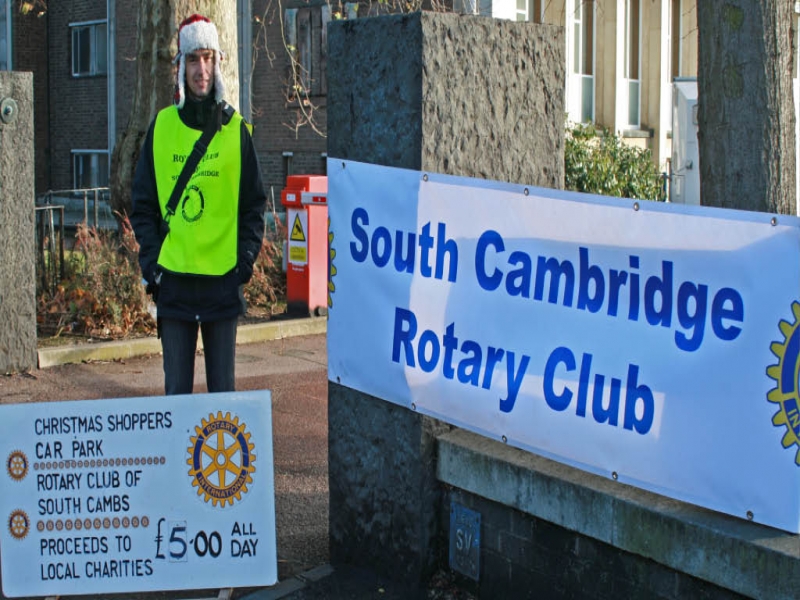 South Cambridge
Rotary Club
CHRISTMAS SHOPPERS
CAR PARK
ROTARY CLUB OF
SOUTH CAMBS
PROCEEDS TO
LOCAL CHARITIES
£5.00 ALL
DAY
ROTARY
INTERNATIONAL
SV